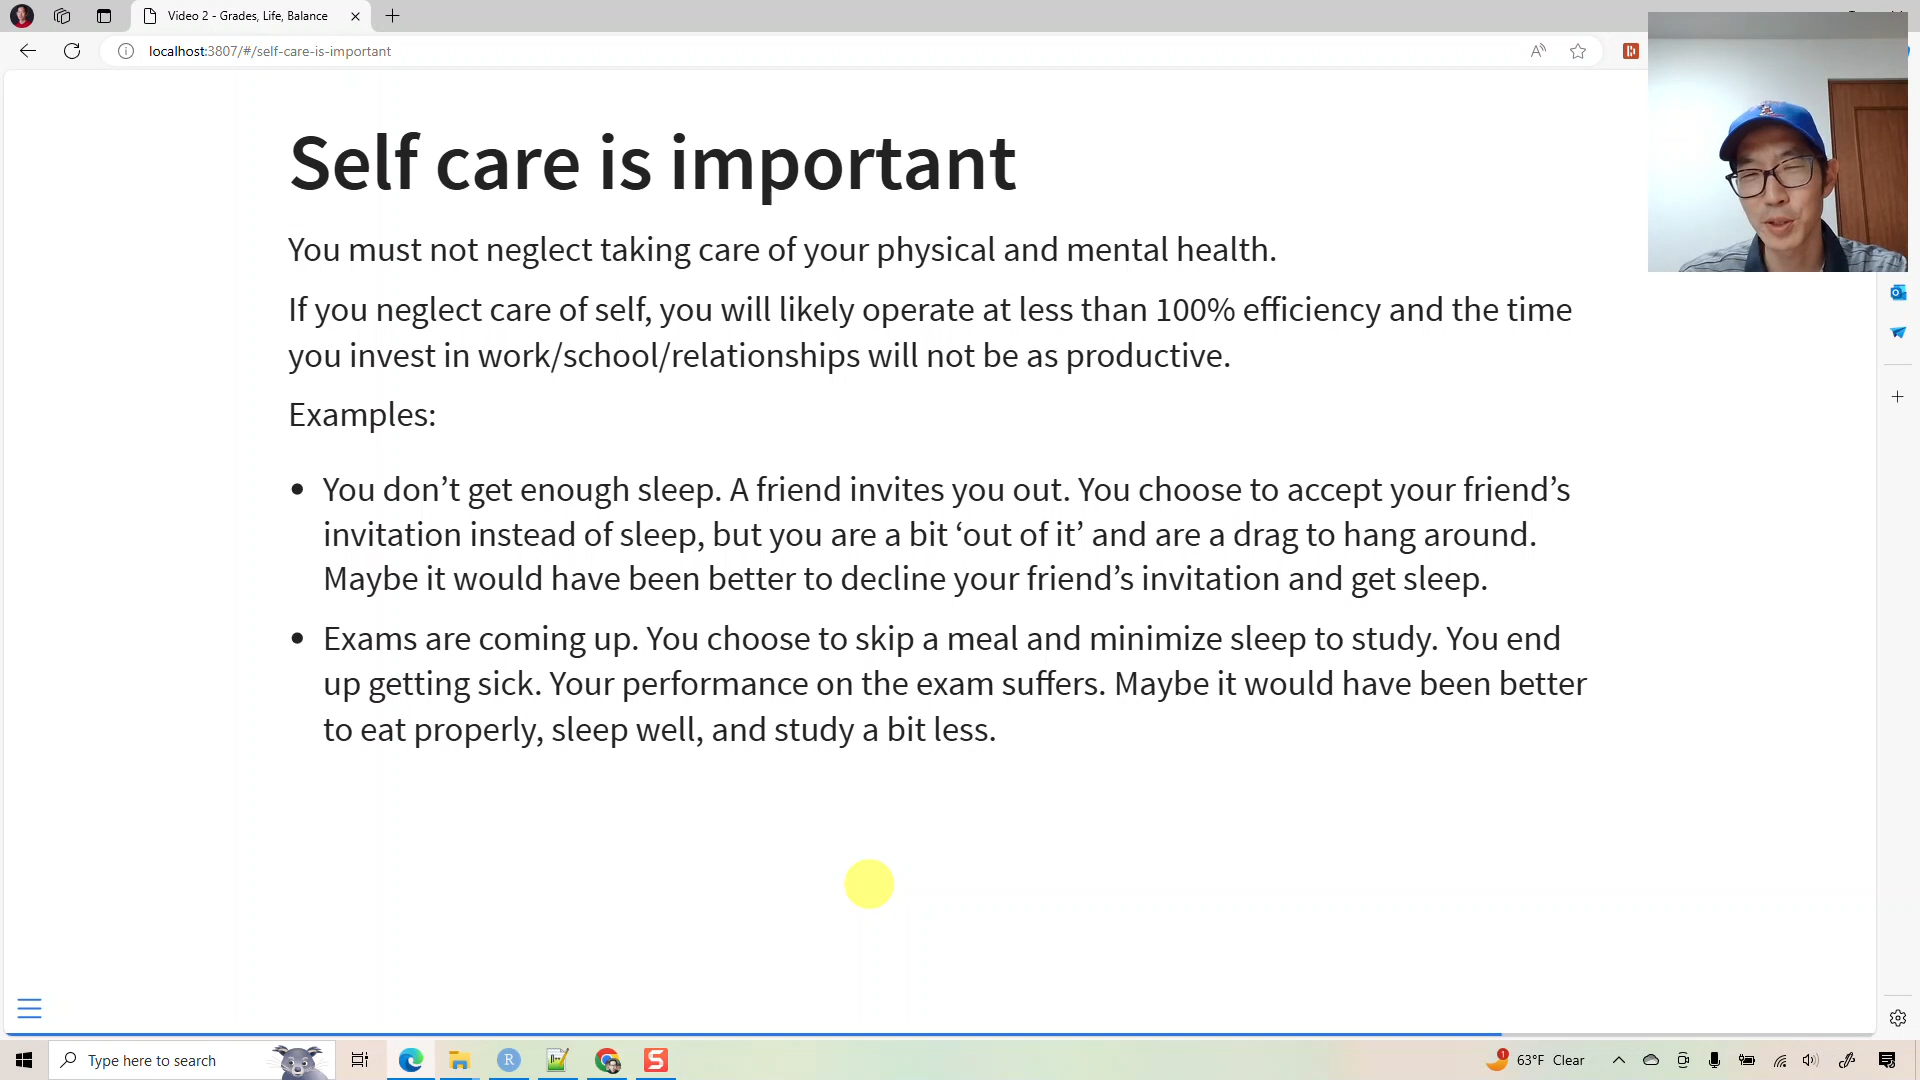 Video 2 - Grades, Life, Balance
localhost:3807/#/self-care-is-important
Self care is important
You must not neglect taking care of your physical and mental health.
If you neglect care of self, you will likely operate at less than 100% efficiency and the time
you invest in work/school/relationships will not be as productive.
Examples:
• You don’t get enough sleep. A friend invites you out. You choose to accept your friend’s
invitation instead of sleep, but you are a bit ‘out of it’ and are a drag to hang around.
Maybe it would have been better to decline your friend’s invitation and get sleep.
• Exams are coming up. You choose to skip a meal and minimize sleep to study. You end
up getting sick. Your performance on the exam suffers. Maybe it would have been better
to eat properly, sleep well, and study a bit less.
Type here to search
1
63°F Clear